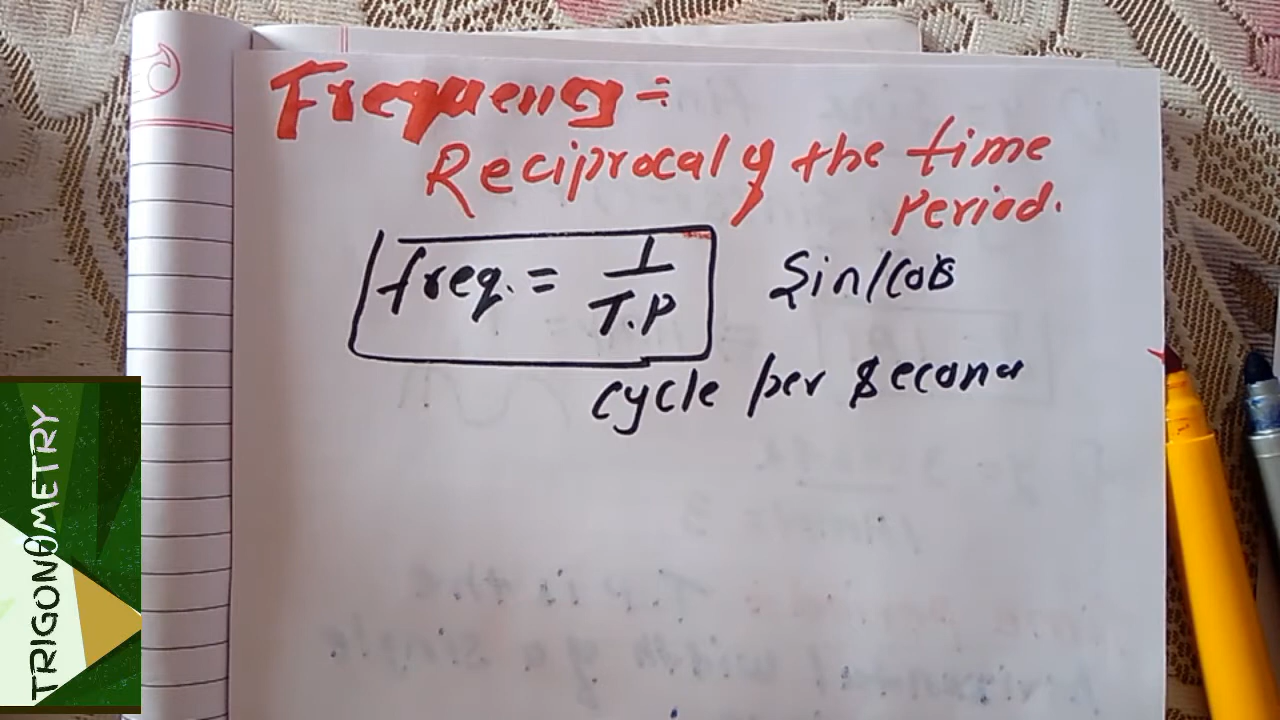 Frequency =
Reciprocal of the time
period.
freq. = 1/T.P
Sin/Cos
cycle per second
TRIGONOMETRY